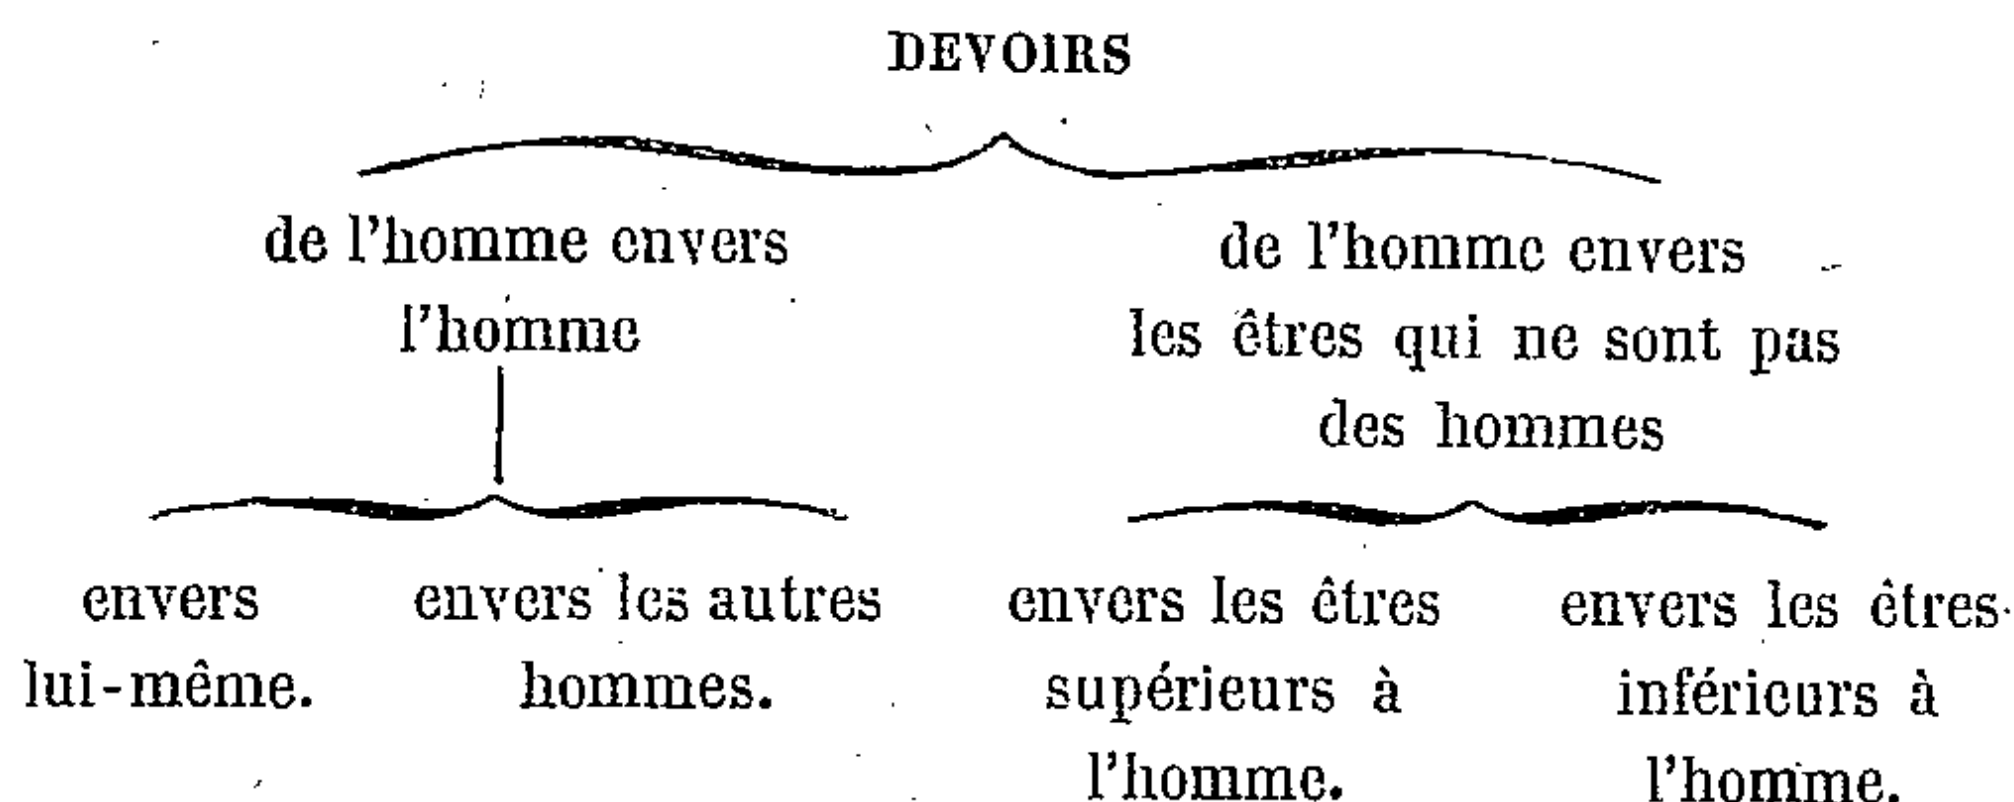 DEVOIRS
de l'homme envers
l'homme
de l'homme envers
les êtres qui ne sont pas
des hommes
envers
lui-même.
envers les autres
hommes.
envers les êtres
supérieurs à
l'homme.
envers les êtres
inférieurs à
l'homme.